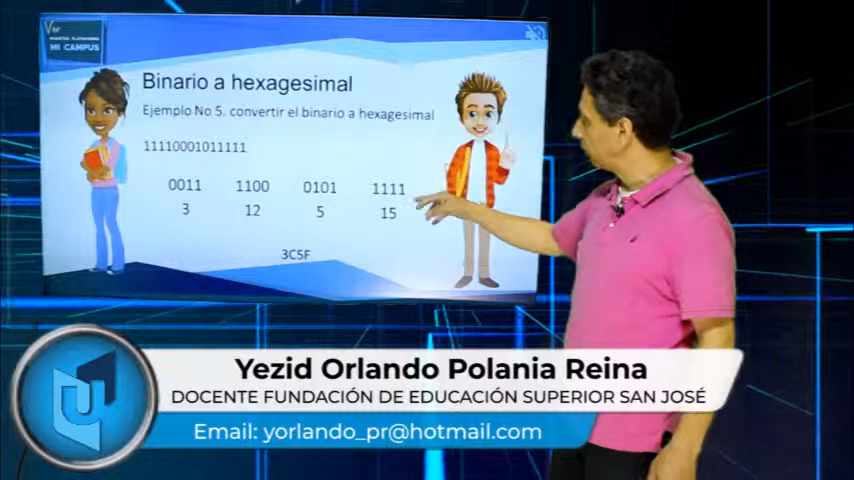 MI CAMPUS
Binario a hexagesimal
Ejemplo No 5. convertir el binario a hexagesimal
11110001011111
0011 1100 0101 1111
3 12 5 15
3C5F
Yezid Orlando Polania Reina
DOCENTE FUNDACIÓN DE EDUCACIÓN SUPERIOR SAN JOSÉ
Email: yorlando_pr@hotmail.com